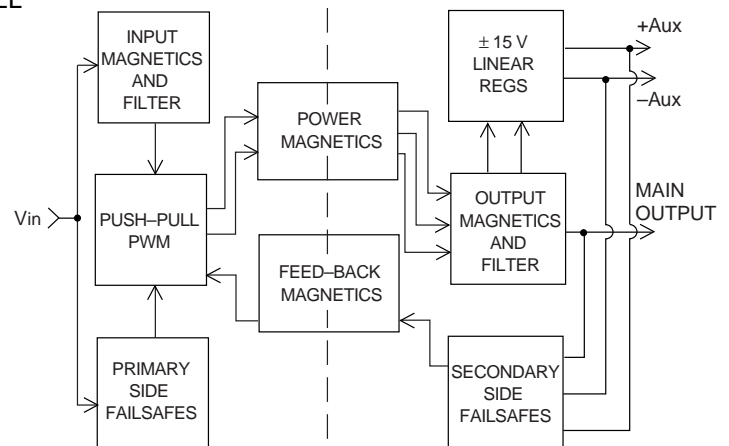 LE
INPUT
MAGNETICS
AND
FILTER
± 15 V
LINEAR
REGS
+Aux
–Aux
POWER
MAGNETICS
Vin
PUSH–PULL
PWM
OUTPUT
MAGNETICS
AND
FILTER
MAIN
OUTPUT
FEED–BACK
MAGNETICS
PRIMARY
SIDE
FAILSAFES
SECONDARY
SIDE
FAILSAFES